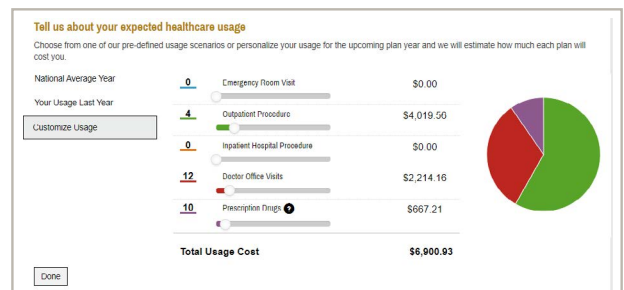 Tell us about your expected healthcare usage
Choose from one of our pre-defined usage scenarios or personalize your usage for the upcoming plan year and we will estimate how much each plan will
cost you.
National Average Year
Your Usage Last Year
Customize Usage
0 Emergency Room Visit $0.00
4 Outpatient Procedure $4,019.56
0 Inpatient Hospital Procedure $0.00
12 Doctor Office Visits $2,214.16
10 Prescription Drugs ? $667.21
Total Usage Cost $6,900.93
Done